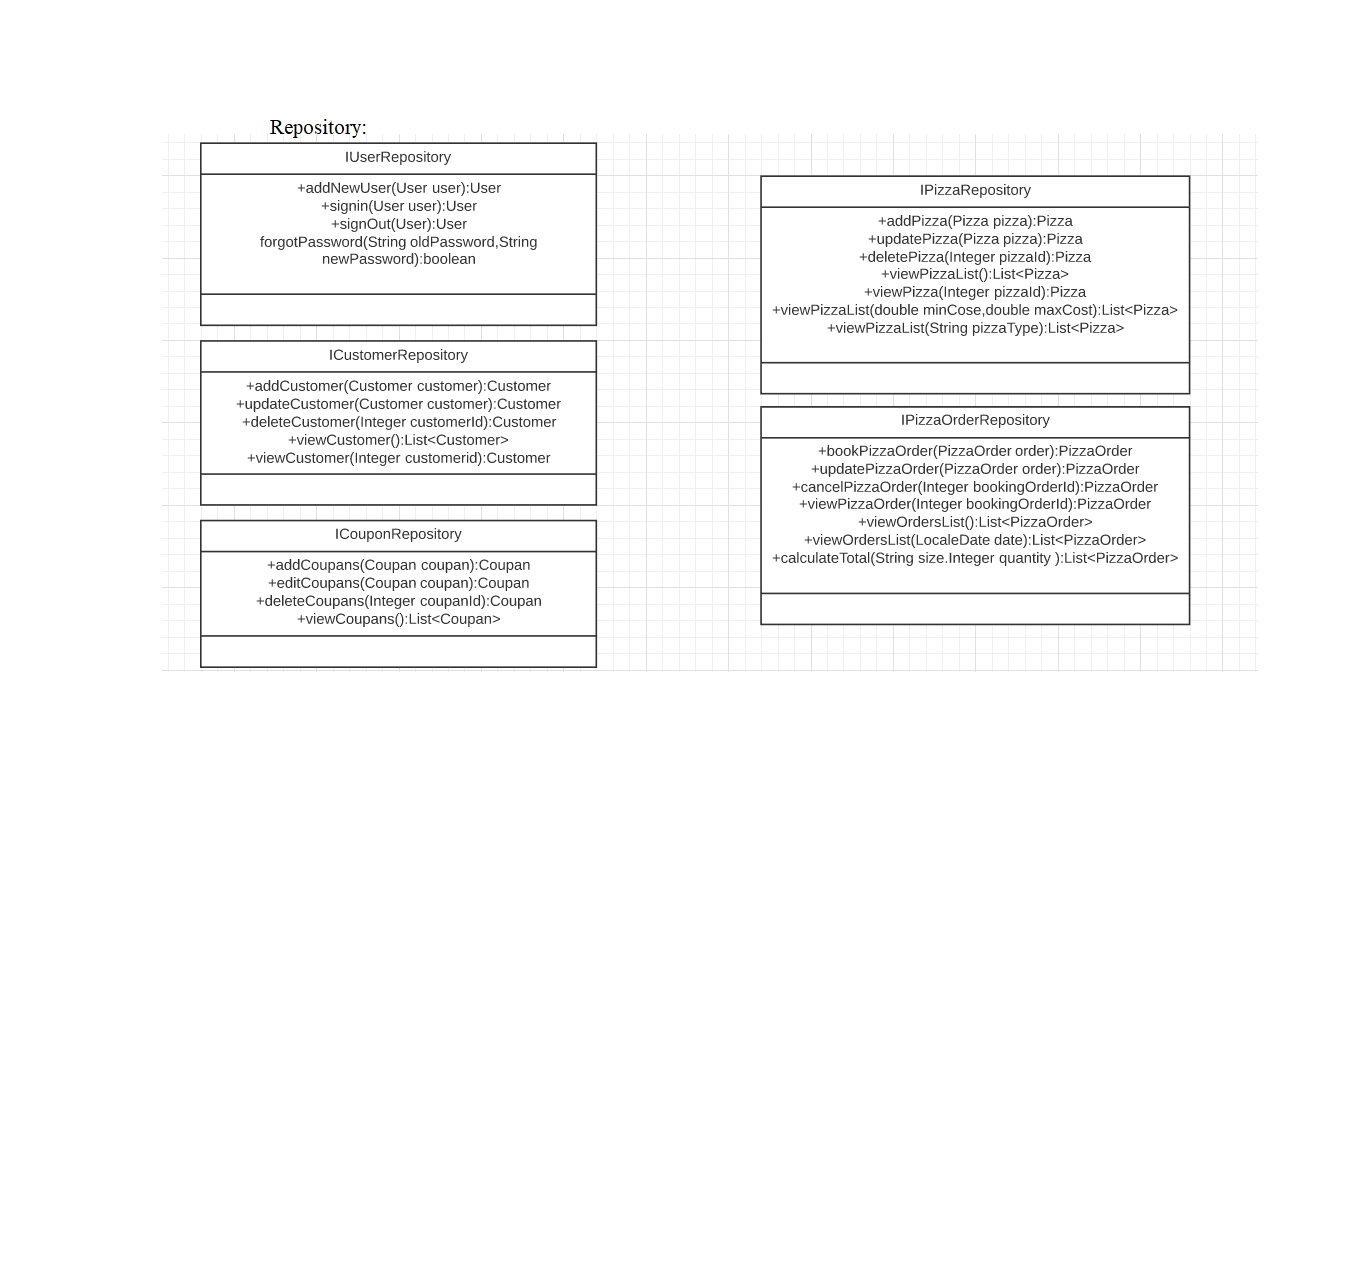 Repository:
IUserRepository
+addNewUser(User user):User
+signin(User user):User
+signOut(User):User
forgotPassword(String oldPassword,String
newPassword):boolean
ICustomerRepository
+addCustomer(Customer customer):Customer
+updateCustomer(Customer customer):Customer
+deleteCustomer(Integer customerId):Customer
+viewCustomer():List<Customer>
+viewCustomer(Integer customerid):Customer
ICouponRepository
+addCoupans(Coupan coupan):Coupan
+editCoupans(Coupan coupan):Coupan
+deleteCoupans(Integer coupanId):Coupan
+viewCoupans():List<Coupan>
IPizzaRepository
+addPizza(Pizza pizza):Pizza
+updatePizza(Pizza pizza):Pizza
+deletePizza(Integer pizzaId):Pizza
+viewPizzaList():List<Pizza>
+viewPizza(Integer pizzaId):Pizza
+viewPizzaList(double minCose,double maxCost):List<Pizza>
+viewPizzaList(String pizzaType):List<Pizza>
IPizzaOrderRepository
+bookPizzaOrder(PizzaOrder order):PizzaOrder
+updatePizzaOrder(PizzaOrder order):PizzaOrder
+cancelPizzaOrder(Integer bookingOrderId):PizzaOrder
+viewPizzaOrder(Integer bookingOrderId):PizzaOrder
+viewOrdersList():List<PizzaOrder>
+viewOrdersList(LocaleDate date):List<PizzaOrder>
+calculateTotal(String size.Integer quantity ):List<PizzaOrder>